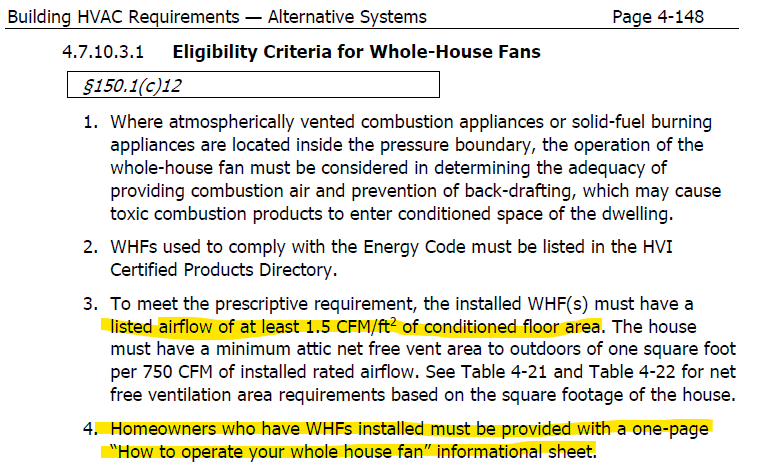 Building HVAC Requirements — Alternative Systems Page 4-148
4.7.10.3.1 Eligibility Criteria for Whole-House Fans
§150.1(c)12
1. Where atmospherically vented combustion appliances or solid-fuel burning
appliances are located inside the pressure boundary, the operation of the
whole-house fan must be considered in determining the adequacy of
providing combustion air and prevention of back-drafting, which may cause
toxic combustion products to enter conditioned space of the dwelling.
2. WHFs used to comply with the Energy Code must be listed in the HVI
Certified Products Directory.
3. To meet the prescriptive requirement, the installed WHF(s) must have a
listed airflow of at least 1.5 CFM/ft² of conditioned floor area. The house
must have a minimum attic net free vent area to outdoors of one square foot
per 750 CFM of installed rated airflow. See Table 4-21 and Table 4-22 for net
free ventilation area requirements based on the square footage of the house.
4. Homeowners who have WHFs installed must be provided with a one-page
“How to operate your whole house fan” informational sheet.